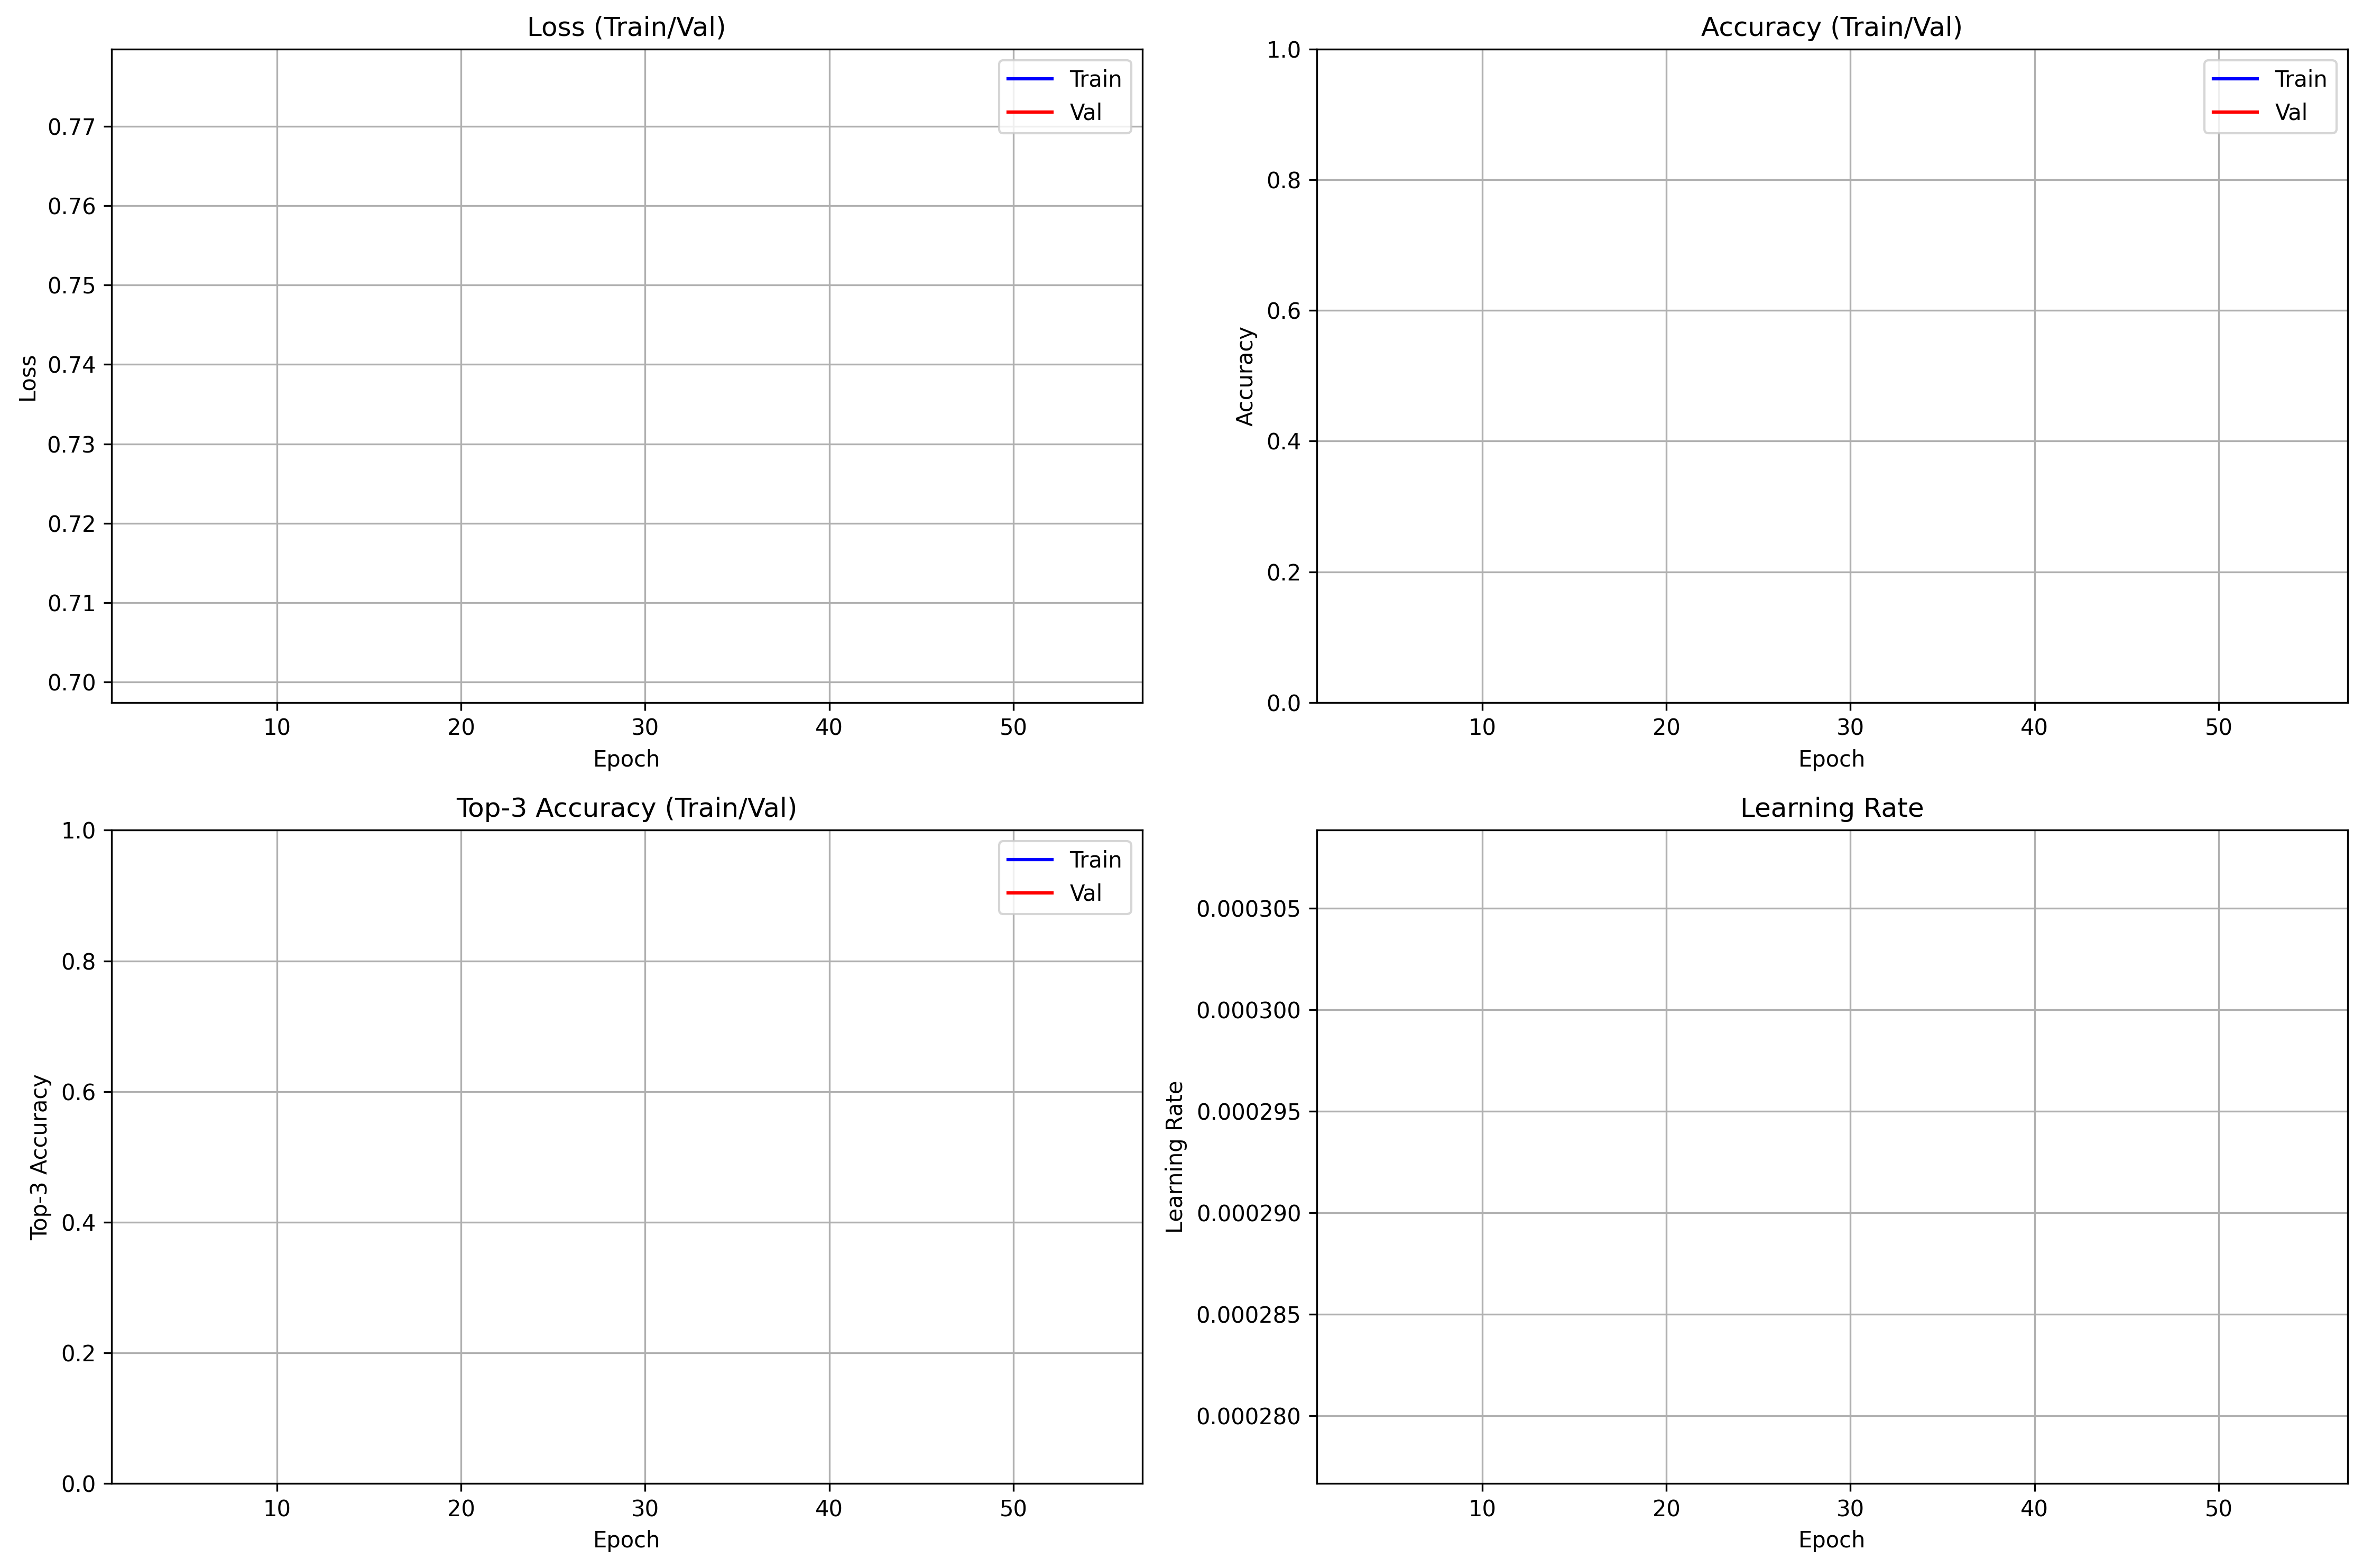 Loss (Train/Val)
Train
Val
0.77
0.76
0.75
0.74
0.73
0.72
0.71
0.70
Loss
10 20 30 40 50
Epoch
Accuracy (Train/Val)
Train
Val
1.0
0.8
0.6
0.4
0.2
0.0
Accuracy
10 20 30 40 50
Epoch
Top-3 Accuracy (Train/Val)
Train
Val
1.0
0.8
0.6
0.4
0.2
0.0
Top-3 Accuracy
10 20 30 40 50
Epoch
Learning Rate
0.000305
0.000300
0.000295
0.000290
0.000285
0.000280
Learning Rate
10 20 30 40 50
Epoch